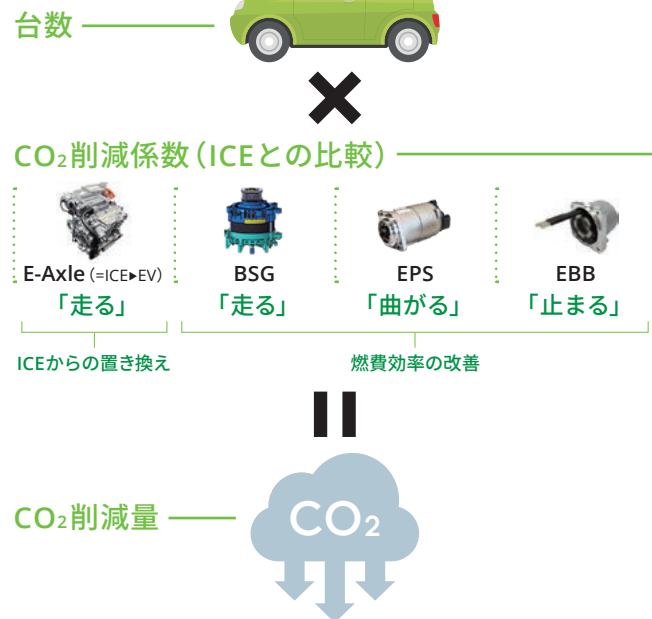 台数
CO₂削減係数（ICEとの比較）
E-Axle（=ICE▶EV） BSG EPS EBB
「走る」 「走る」 「曲がる」 「止まる」
ICEからの置き換え 燃費効率の改善
CO₂
CO₂削減量